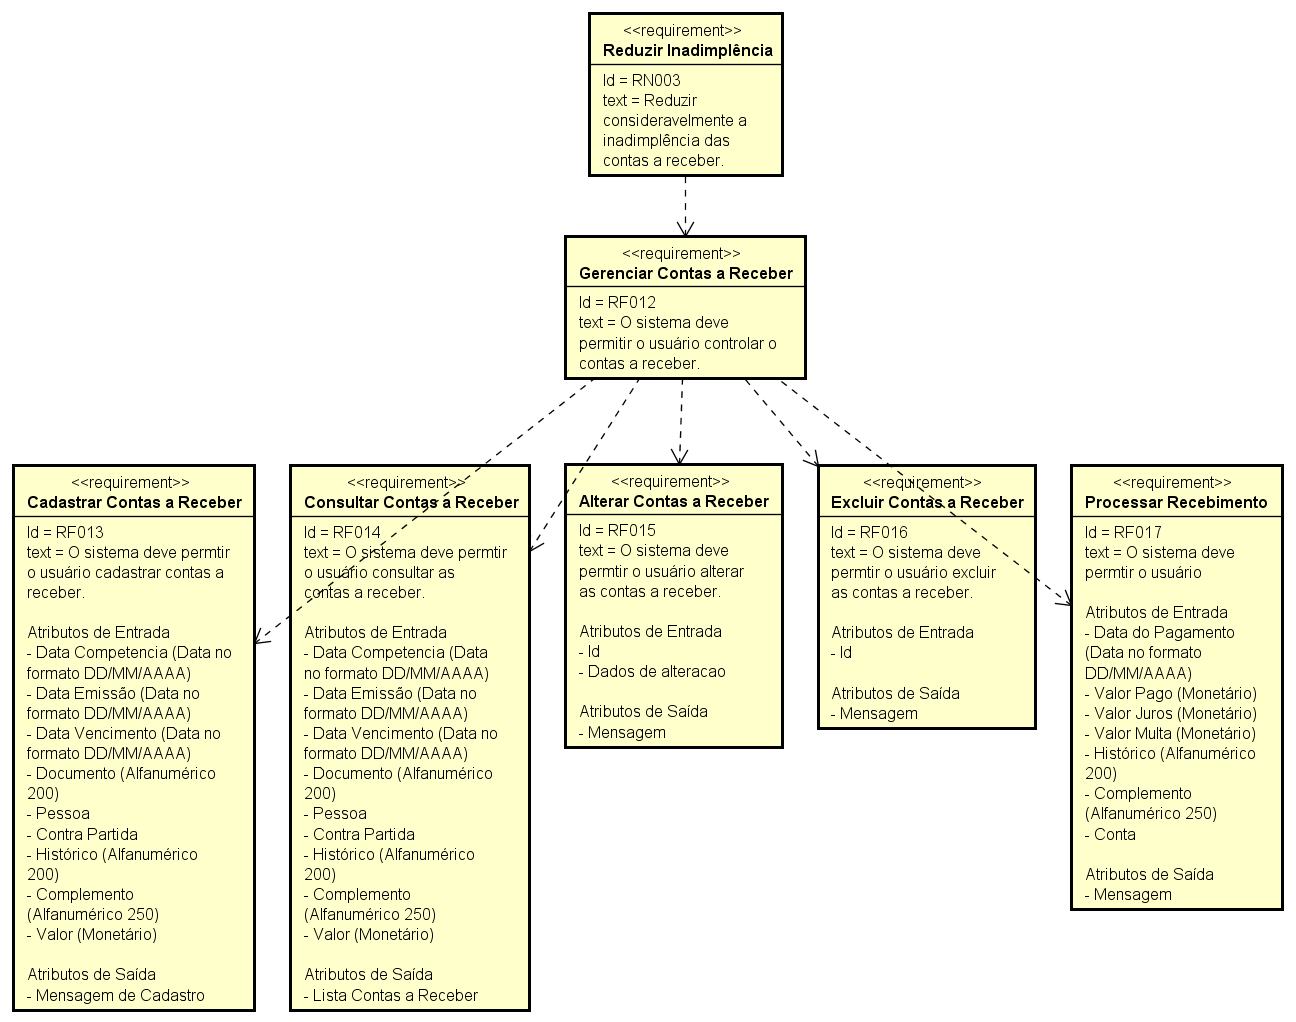 <<requirement>>
Reduzir Inadimplência
Id = RN003
text = Reduzir
consideravelmente a
inadimplência das
contas a receber.
<<requirement>>
Gerenciar Contas a Receber
Id = RF012
text = O sistema deve
permitir o usuário controlar o
contas a receber.
<<requirement>>
Cadastrar Contas a Receber
Id = RF013
text = O sistema deve permtir
o usuário cadastrar contas a
receber.
Atributos de Entrada
- Data Competencia (Data no
formato DD/MM/AAAA)
- Data Emissão (Data no
formato DD/MM/AAAA)
- Data Vencimento (Data no
formato DD/MM/AAAA)
- Documento (Alfanumérico
200)
- Pessoa
- Contra Partida
- Histórico (Alfanumérico
200)
- Complemento
(Alfanumérico 250)
- Valor (Monetário)
Atributos de Saída
- Mensagem de Cadastro
<<requirement>>
Consultar Contas a Receber
Id = RF014
text = O sistema deve permtir
o usuário consultar as
contas a receber.
Atributos de Entrada
- Data Competencia (Data
no formato DD/MM/AAAA)
- Data Emissão (Data no
formato DD/MM/AAAA)
- Data Vencimento (Data no
formato DD/MM/AAAA)
- Documento (Alfanumérico
200)
- Pessoa
- Contra Partida
- Histórico (Alfanumérico
200)
- Complemento
(Alfanumérico 250)
- Valor (Monetário)
Atributos de Saída
- Lista Contas a Receber
<<requirement>>
Alterar Contas a Receber
Id = RF015
text = O sistema deve
permtir o usuário alterar
as contas a receber.
Atributos de Entrada
- Id
- Dados de alteracao
Atributos de Saída
- Mensagem
<<requirement>>
Excluir Contas a Receber
Id = RF016
text = O sistema deve
permtir o usuário excluir
as contas a receber.
Atributos de Entrada
- Id
Atributos de Saída
- Mensagem
<<requirement>>
Processar Recebimento
Id = RF017
text = O sistema deve
permtir o usuário
Atributos de Entrada
- Data do Pagamento
(Data no formato
DD/MM/AAAA)
- Valor Pago (Monetário)
- Valor Juros (Monetário)
- Valor Multa (Monetário)
- Histórico (Alfanumérico
200)
- Complemento
(Alfanumérico 250)
- Conta
Atributos de Saída
- Mensagem